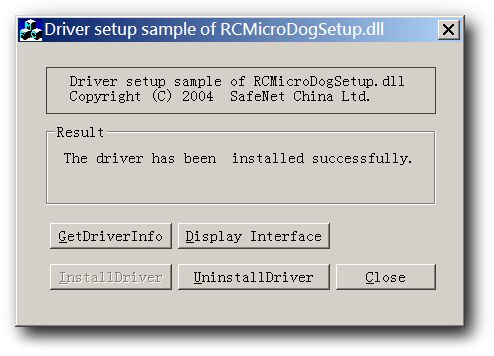 Driver setup sample of RCMicroDogSetup.dll
Driver setup sample of RCMicroDogSetup.dll
Copyright (C) 2004  SafeNet China Ltd.
Result
The driver has been  installed successfully.
GetDriverInfo
Display Interface
InstallDriver
UninstallDriver
Close